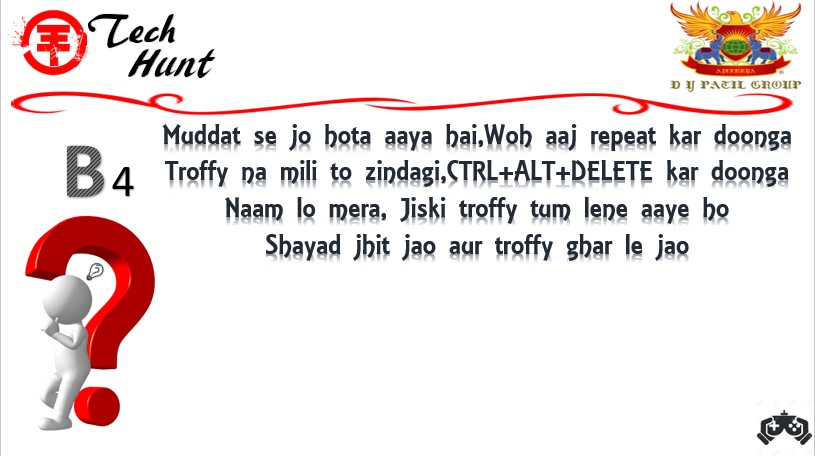 Tech
Hunt
AJEENKYA
D Y PATIL GROUP
B4
Muddat se jo hota aaya hai,Woh aaj repeat kar doonga
Troffy na mili to zindagi,CTRL+ALT+DELETE kar doonga
Naam lo mera, Jiski troffy tum lene aaye ho
Shayad jhit jao aur troffy ghar le jao